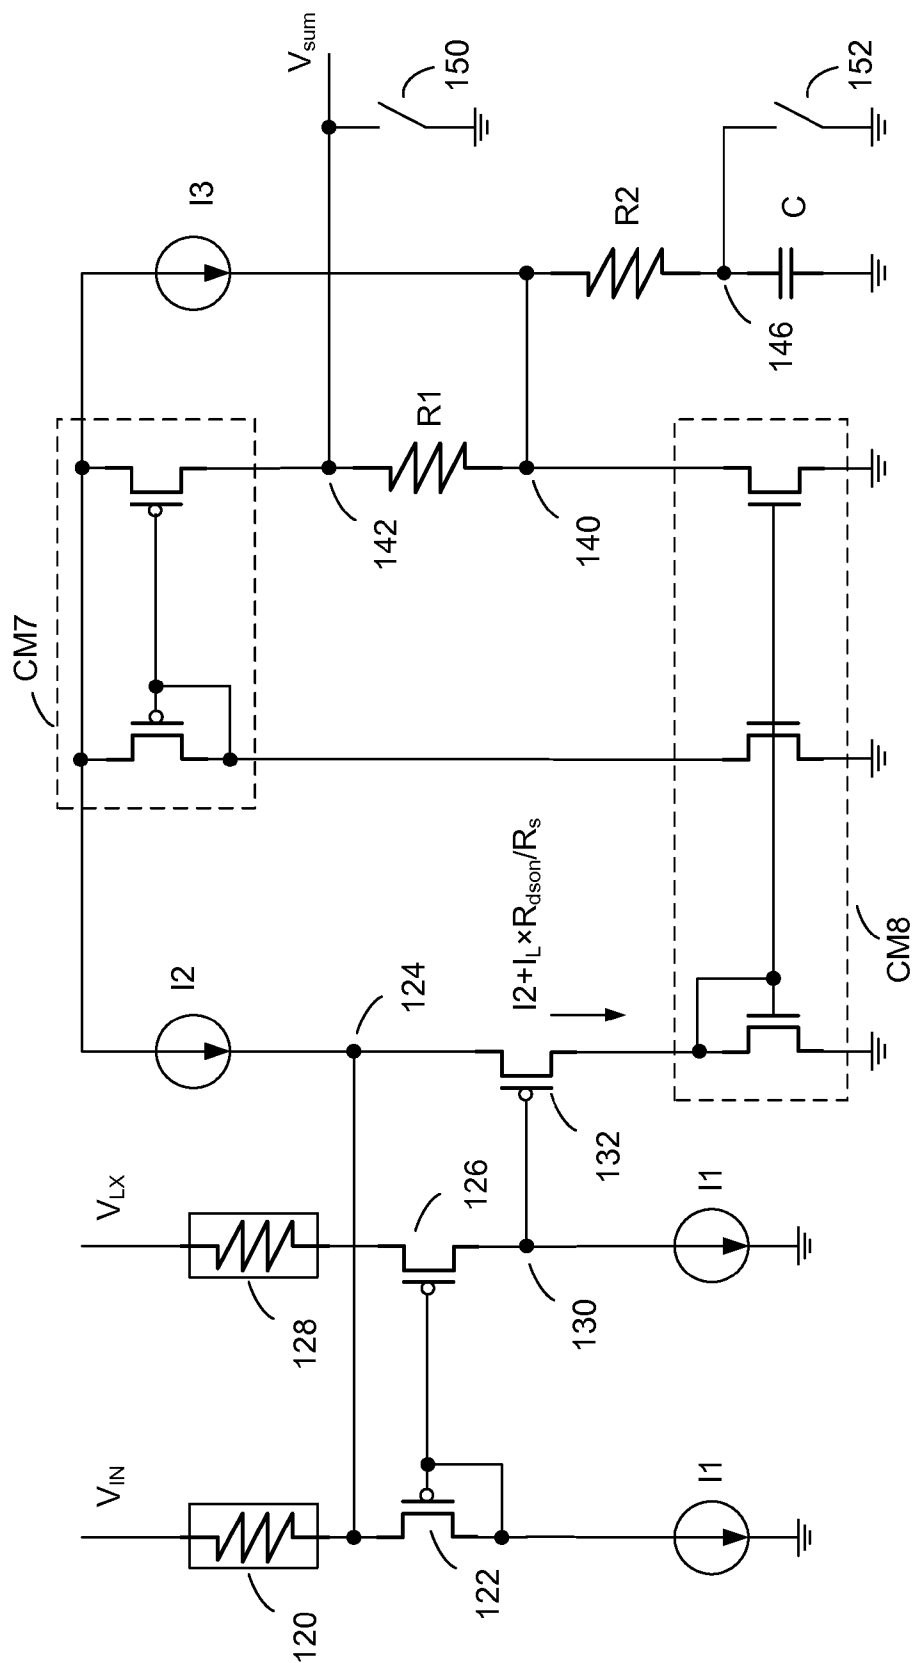 V_IN
V_LX
I2
CM7
I3
V_sum
150
120
128
124
142
R1
R2
122
126
I2+I_L×R_dson/R_s
140
146
C
152
130
132
I1
I1
CM8